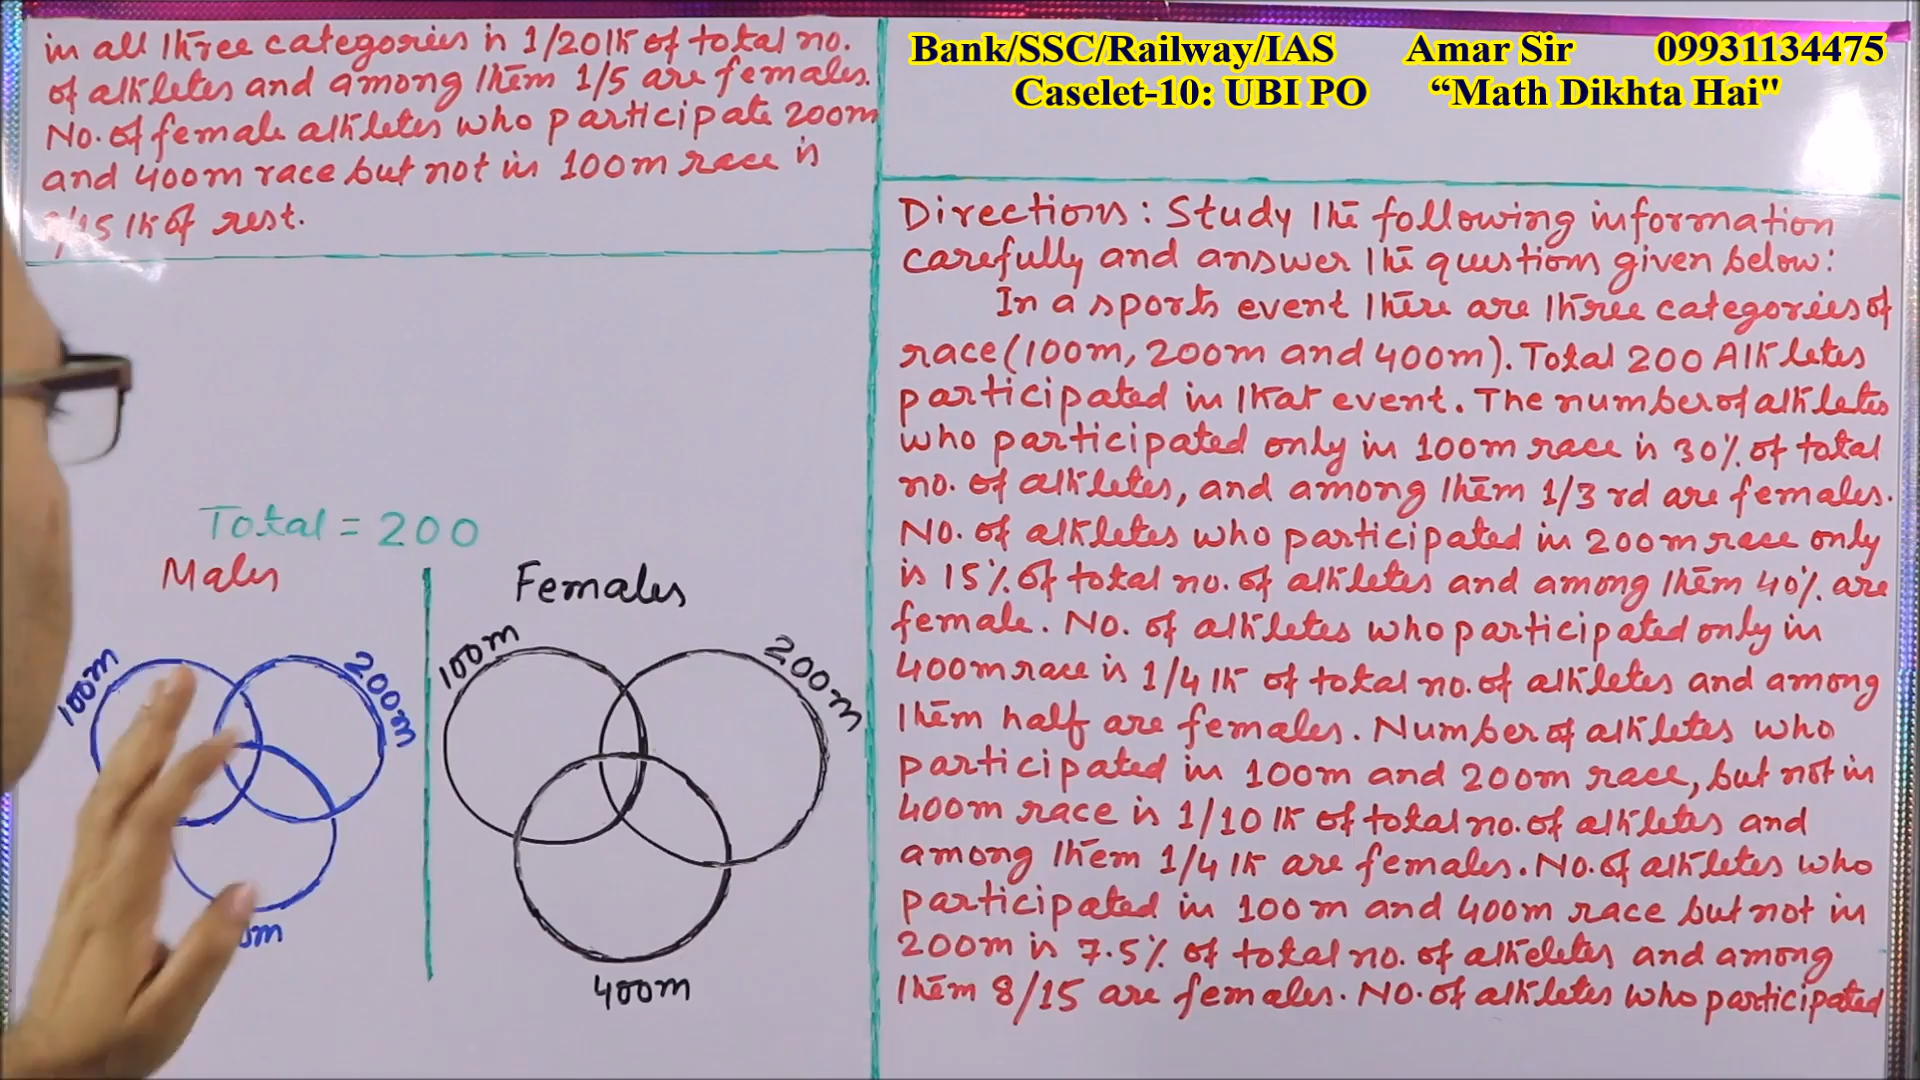 Bank/SSC/Railway/IAS Amar Sir 09931134475
Caselet-10: UBI PO “Math Dikhta Hai"
in all three categories is 1/20th of total no.
of athletes and among them 1/5 are females.
No. of female athletes who participate 200m
and 400m race but not in 100m race is
/15 th of rest.
Directions: Study the following information
carefully and answer the questions given below:
In a sports event there are three categories of
race (100m, 200m and 400m). Total 200 Athletes
participated in that event. The number of athletes
who participated only in 100m race is 30% of total
no. of athletes, and among them 1/3 rd are females.
No. of athletes who participated in 200m race only
is 15% of total no. of athletes and among them 40% are
female. No. of athletes who participated only in
400m race is 1/4 th of total no. of athletes and among
them half are females. Number of athletes who
participated in 100m and 200m race, but not in
400m race is 1/10 th of total no. of athletes and
among them 1/4 th are females. No. of athletes who
participated in 100m and 400m race but not in
200m is 7.5% of total no. of atheletes and among
them 8/15 are females. No. of athletes who participated
Total = 200
Males
Females
100m
200m
100m
200m
400m